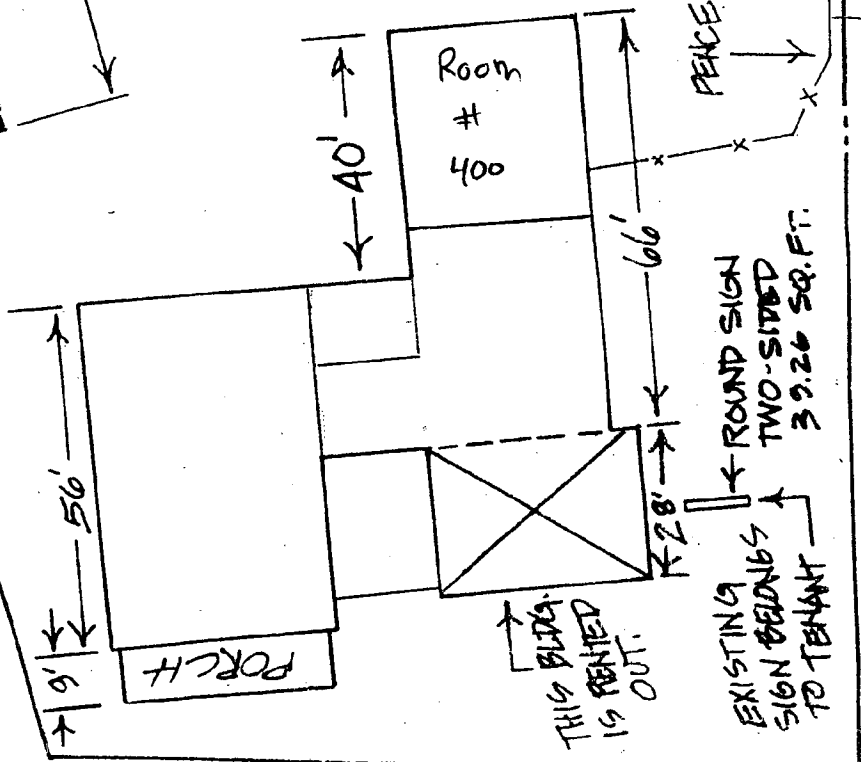 Room
#
400
40'
66'
56'
9'
28'
PORCH
FENCE
THIS BLDG.
IS RENTED
OUT.
ROUND SIGN
TWO-SIDED
39.26 SQ. FT.
EXISTING
SIGN BELONGS
TO TENANT